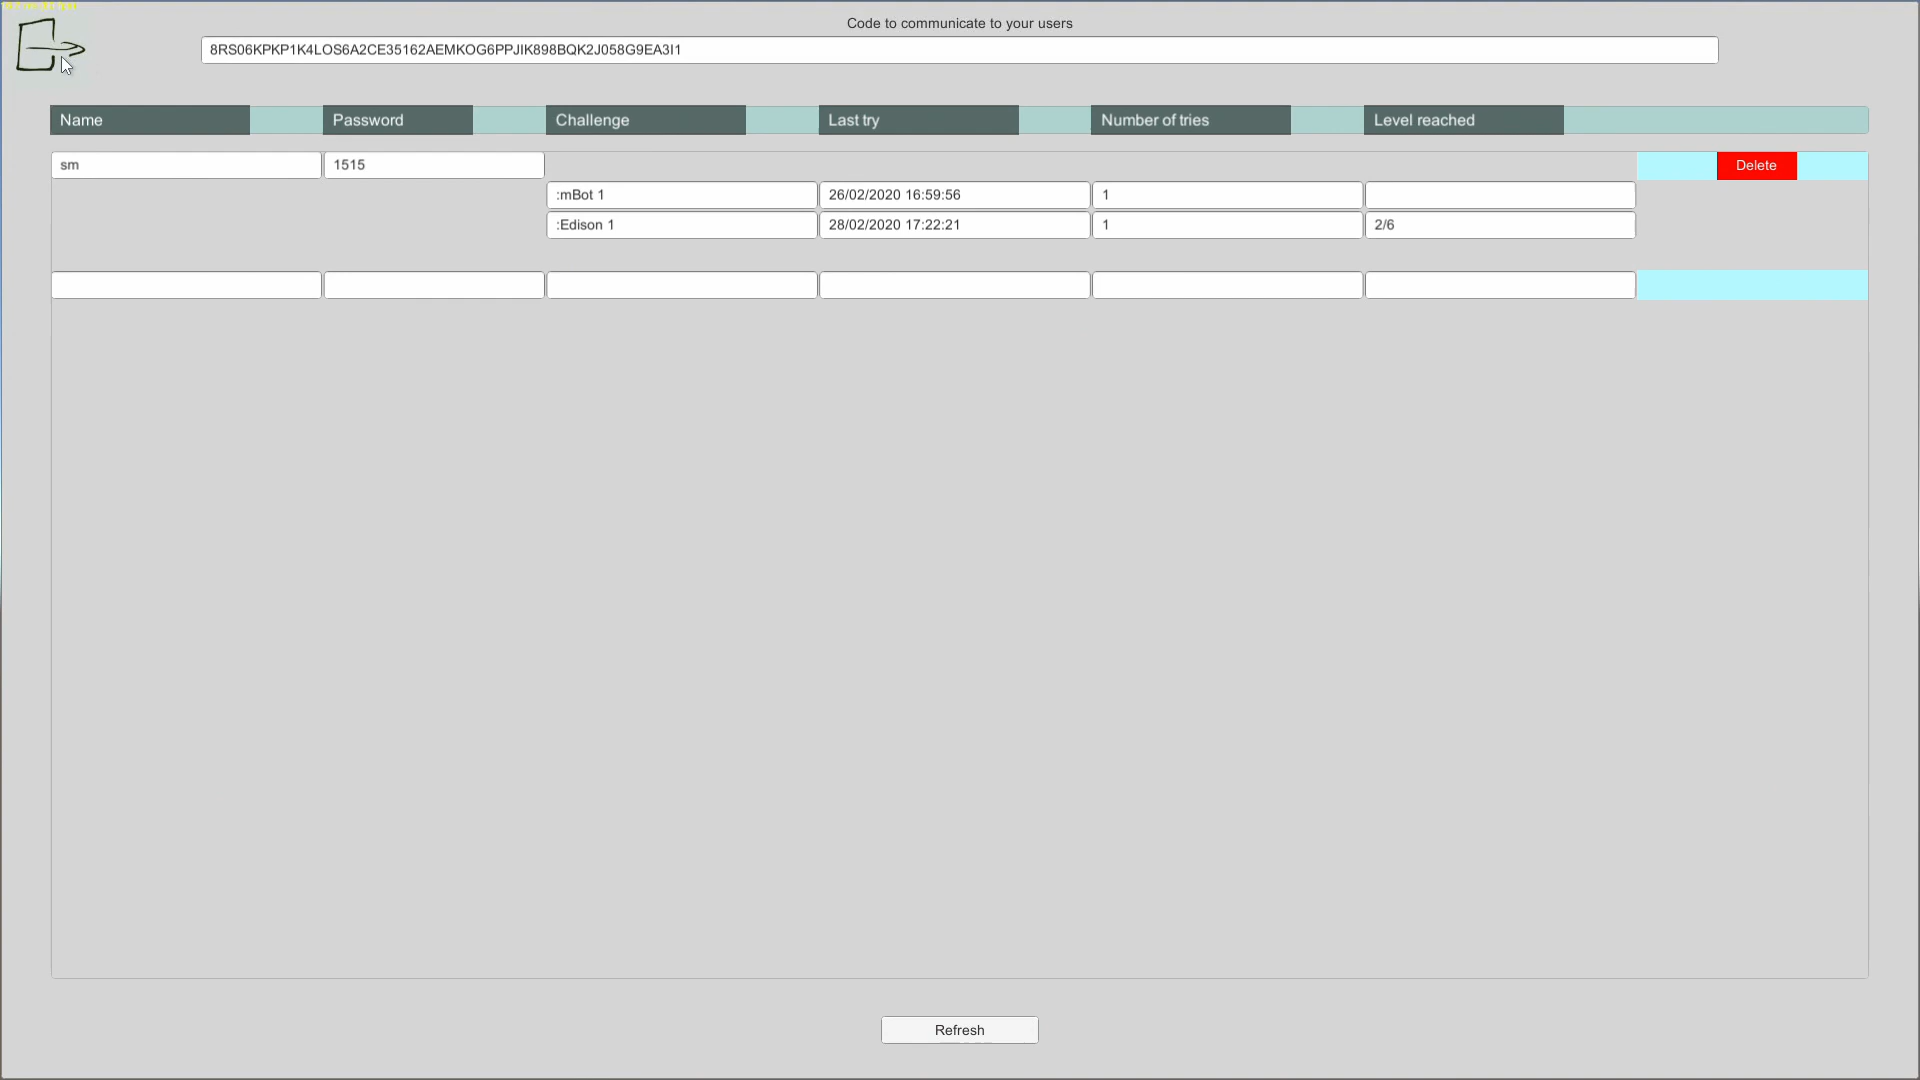 Code to communicate to your users
8RS06KPKP1K4LOS6A2CE35162AEMKOG6PPJIK898BQK2J058G9EA3I1
Name Password Challenge Last try Number of tries Level reached
sm 1515 Delete
:mBot 1 26/02/2020 16:59:56 1
:Edison 1 28/02/2020 17:22:21 1 2/6
Refresh